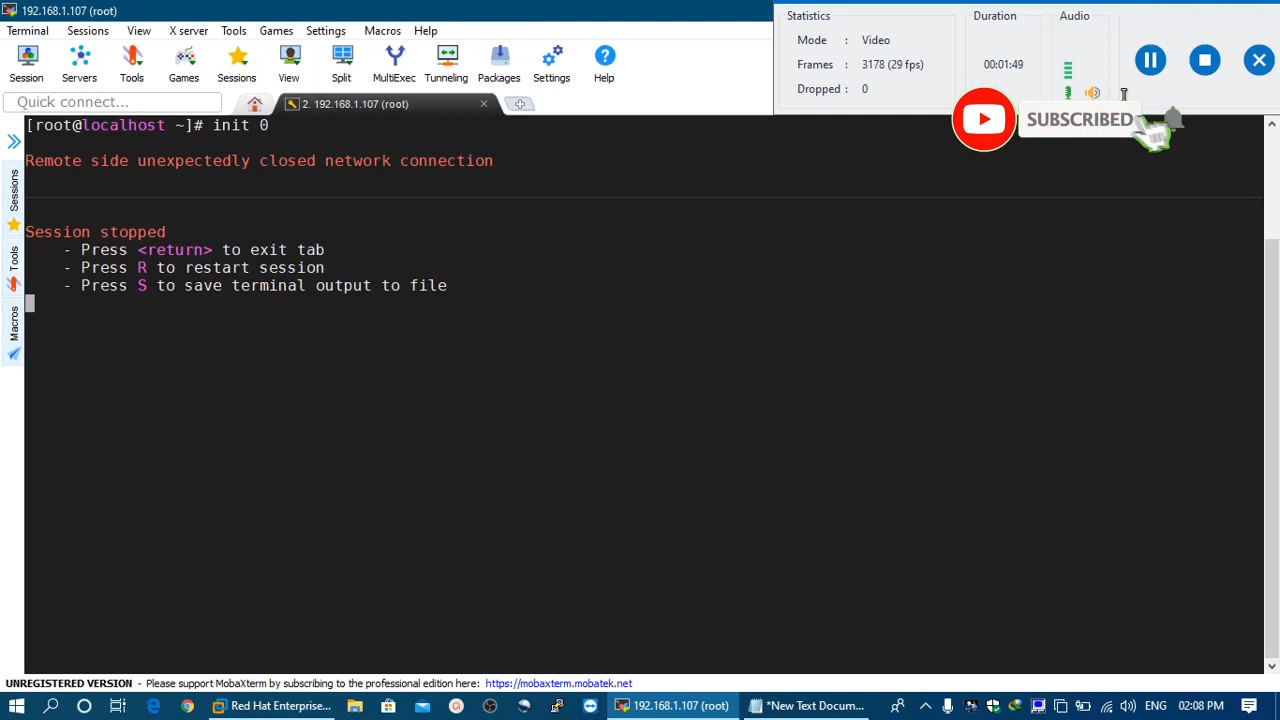 192.168.1.107 (root)
Terminal Sessions View X server Tools Games Settings Macros Help
Session Servers Tools Games Sessions View Split MultiExec Tunneling Packages Settings Help
Quick connect...
2. 192.168.1.107 (root)
Statistics Duration Audio
Mode : Video
Frames : 3178 (29 fps) 00:01:49
Dropped : 0
SUBSCRIBED
Sessions
Tools
Macros
[root@localhost ~]# init 0
Remote side unexpectedly closed network connection
Session stopped
- Press <return> to exit tab
- Press R to restart session
- Press S to save terminal output to file
UNREGISTERED VERSION - Please support MobaXterm by subscribing to the professional edition here: https://mobaxterm.mobatek.net
Red Hat Enterprise... 192.168.1.107 (root) *New Text Docum... 02:08 PM